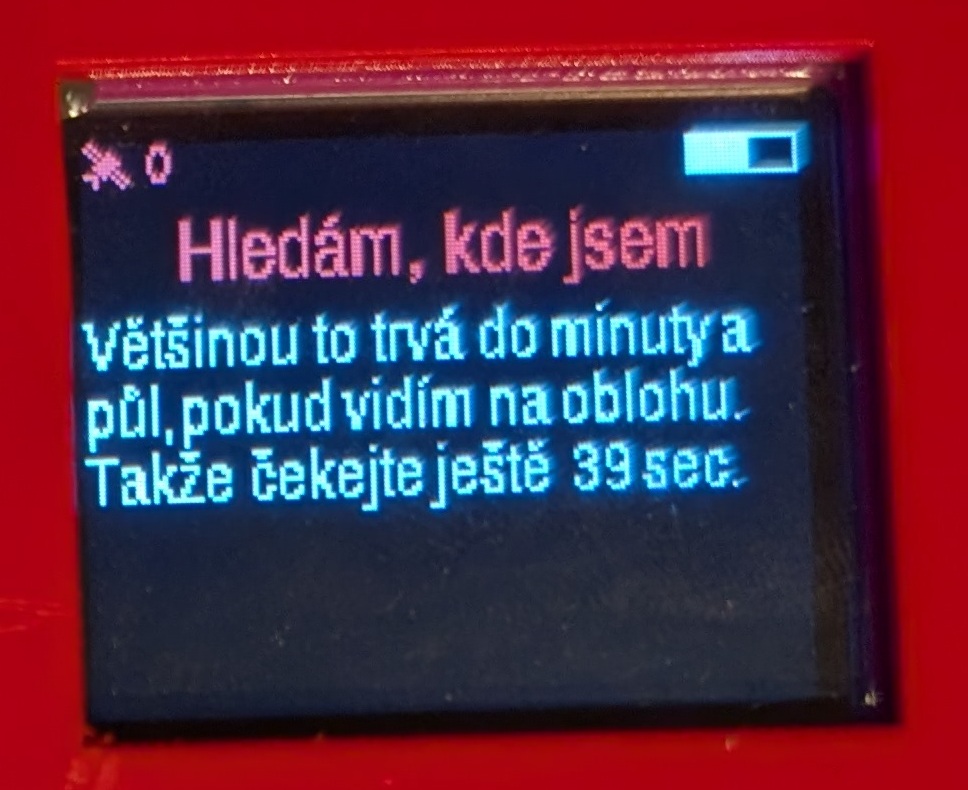 0
Hledám, kde jsem
Většinou to trvá do minuty a
půl, pokud vidím na oblohu.
Takže čekejte ještě 39 sec.